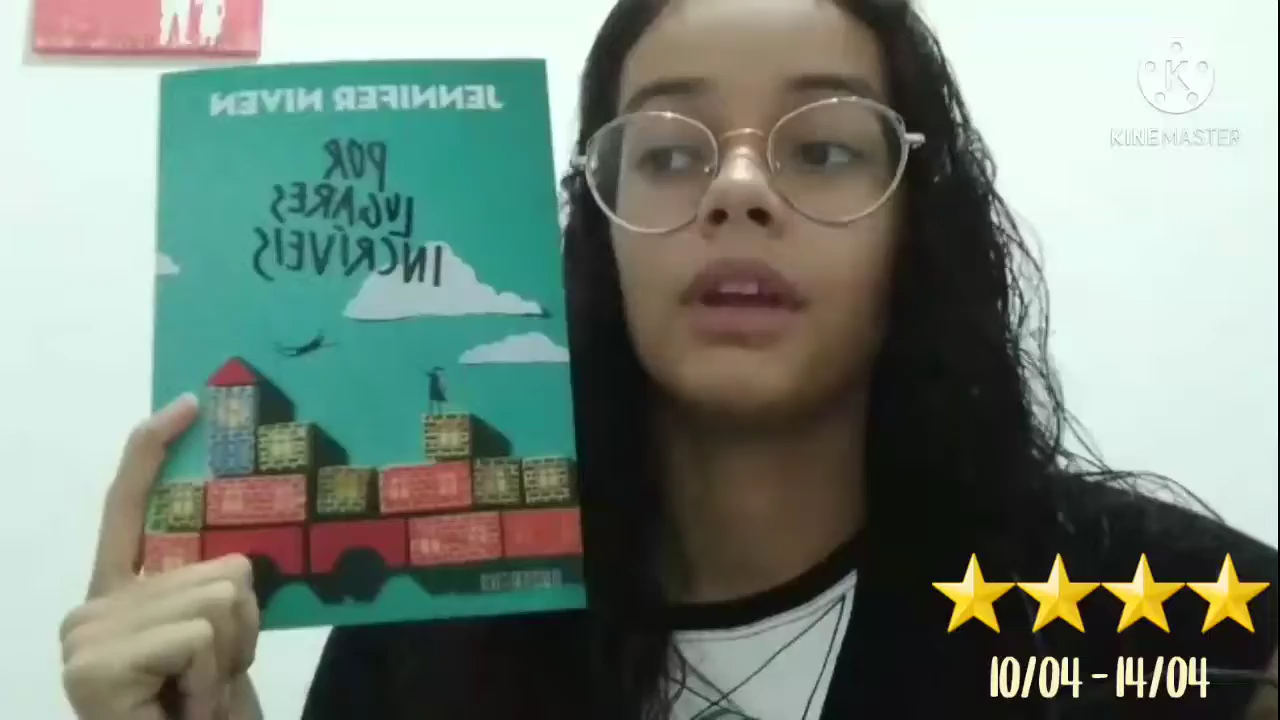 JENNIFER NIVEN
POR
LUGARES
INCRÍVEIS
K
KINEMASTER
10/04 - 14/04